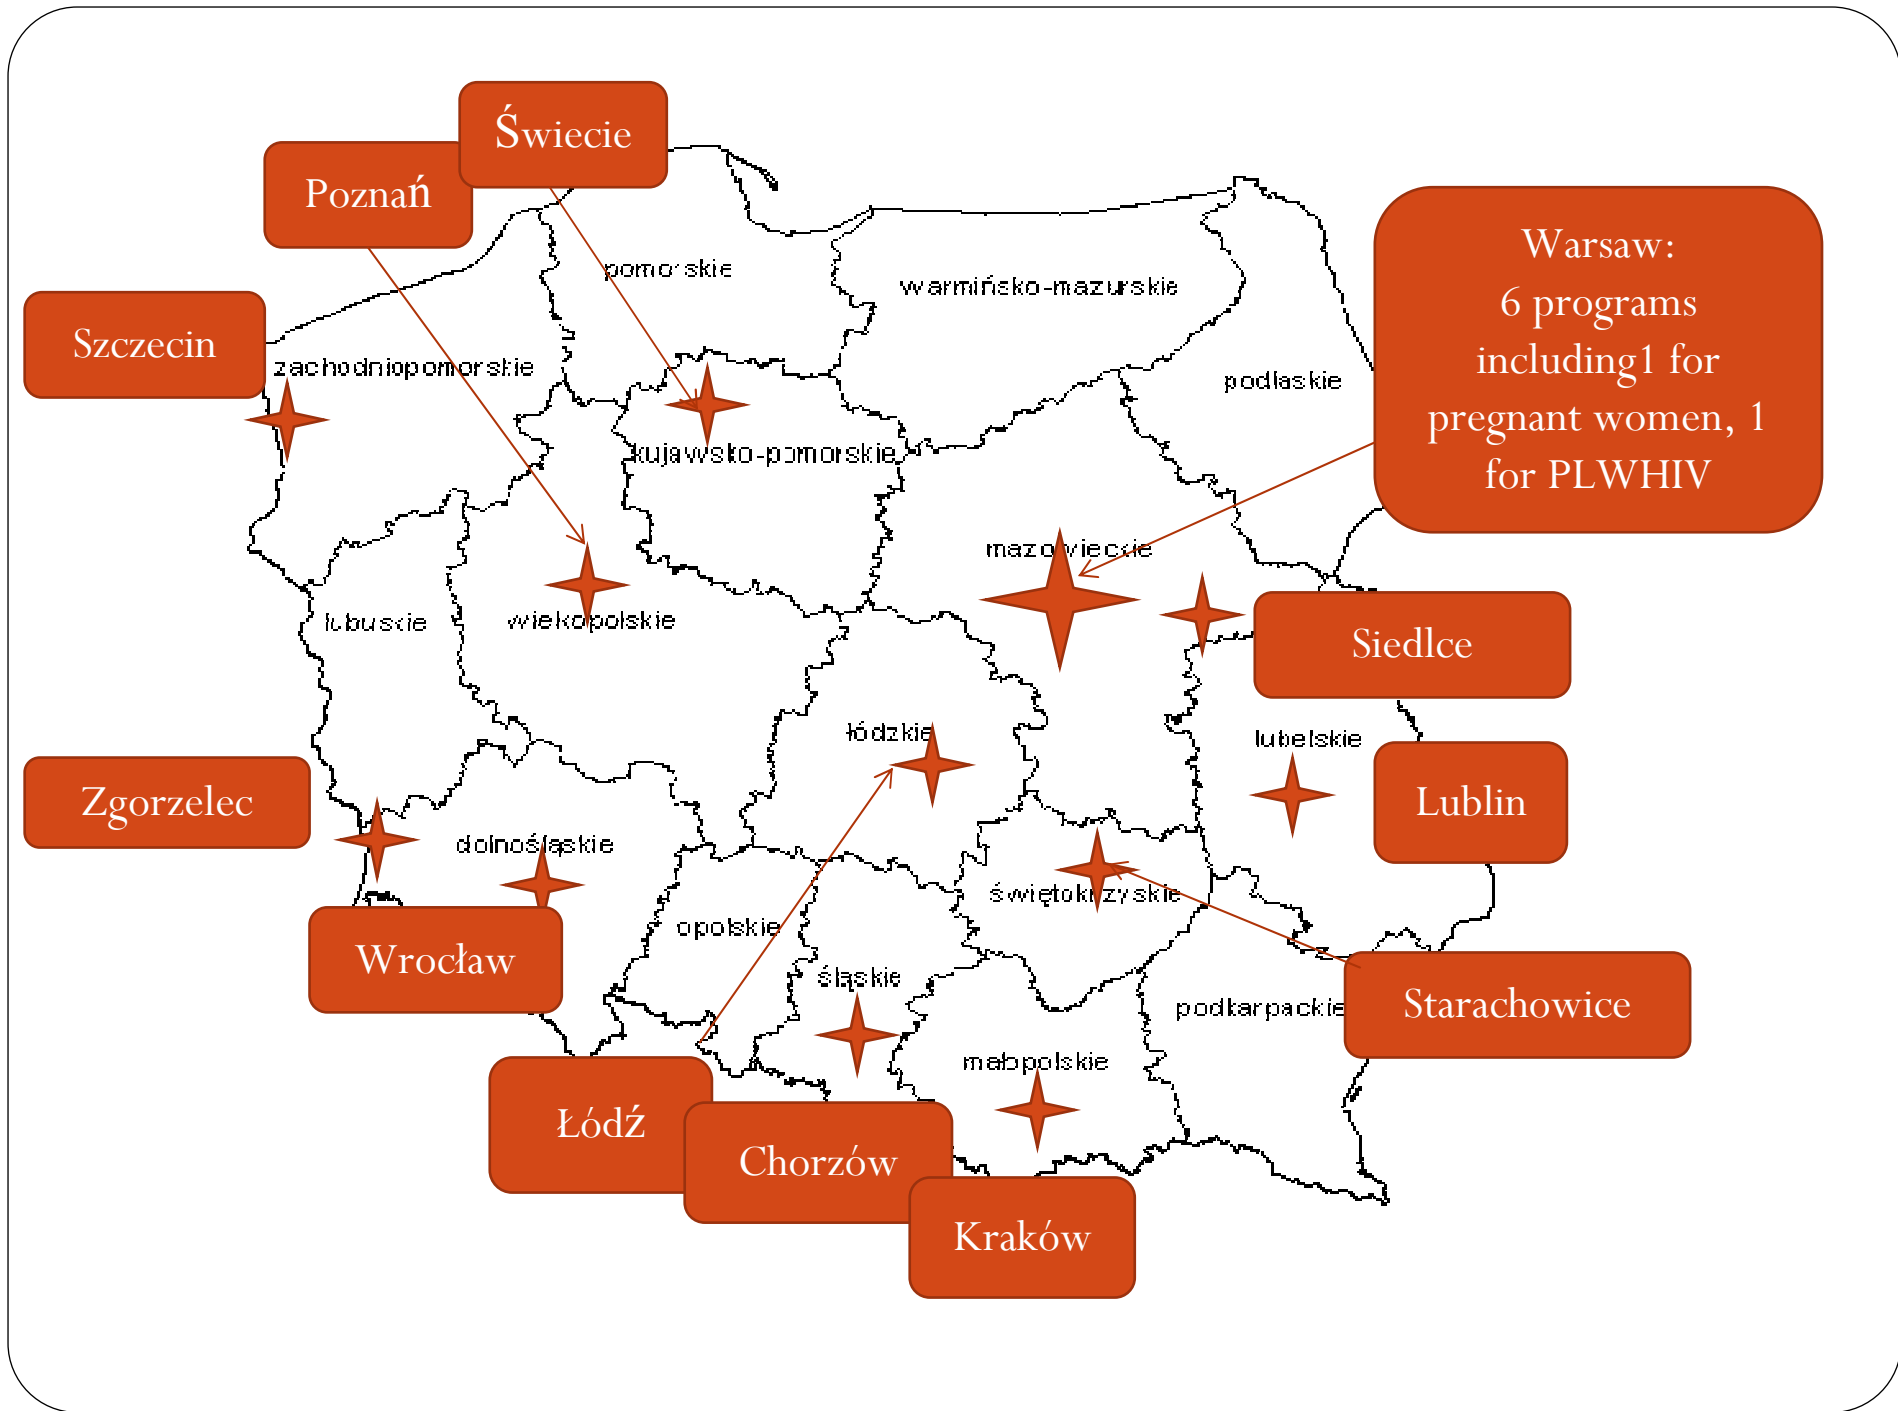 Świecie
Poznań
Warsaw:
6 programs
including1 for
pregnant women, 1
for PLWHIV
pomorskie
warmińsko-mazurskie
Szczecin
zachodniopomorskie
podlaskie
kujawsko-pomorskie
mazowieckie
lubuskie
wiekopolskie
Siedlce
łódzkie
lubelskie
Zgorzelec
Lublin
dolnośląskie
świętokrzyskie
opolskie
Wrocław
śląskie
podkarpackie
Starachowice
małopolskie
Łódź
Chorzów
Kraków